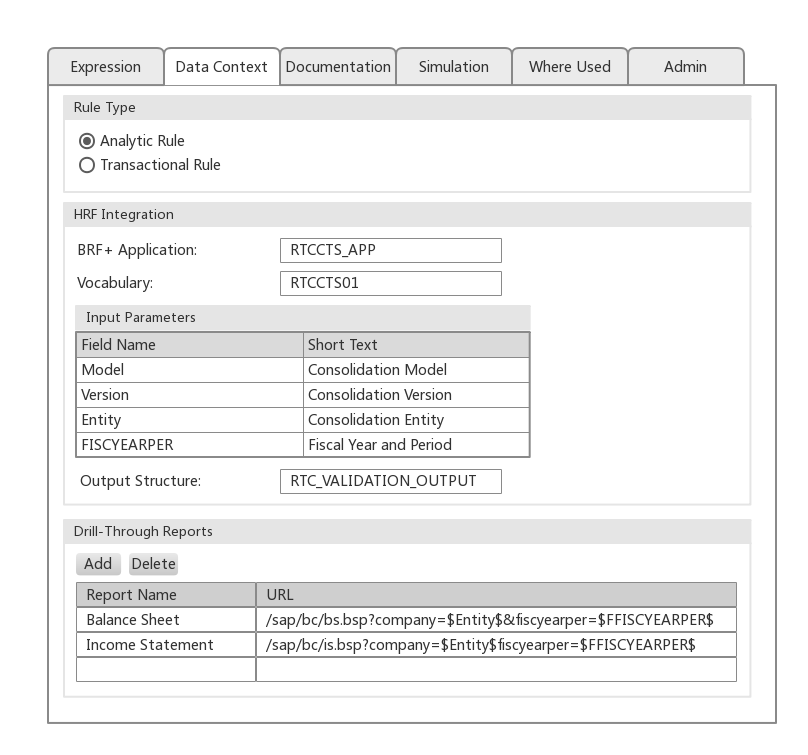 Expression Data Context Documentation Simulation Where Used Admin
Rule Type
Analytic Rule
Transactional Rule
HRF Integration
BRF+ Application: RTCCTS_APP
Vocabulary: RTCCTS01
Input Parameters
Field Name Short Text
Model Consolidation Model
Version Consolidation Version
Entity Consolidation Entity
FISCYEARPER Fiscal Year and Period
Output Structure: RTC_VALIDATION_OUTPUT
Drill-Through Reports
Add Delete
Report Name URL
Balance Sheet /sap/bc/bs.bsp?company=$Entity$&fiscyearper=$FFISCYEARPER$
Income Statement /sap/bc/is.bsp?company=$Entity$fiscyearper=$FFISCYEARPER$